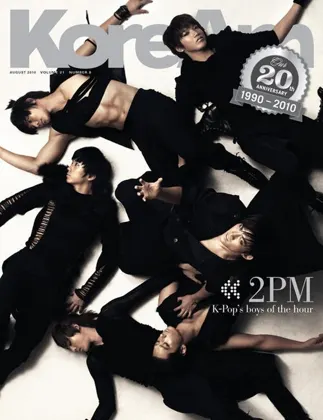 KoreAm
AUGUST 2010 VOLUME 21 NUMBER 8
Our
20th
ANNIVERSARY
1990 - 2010
2PM
K-Pop's boys of the hour